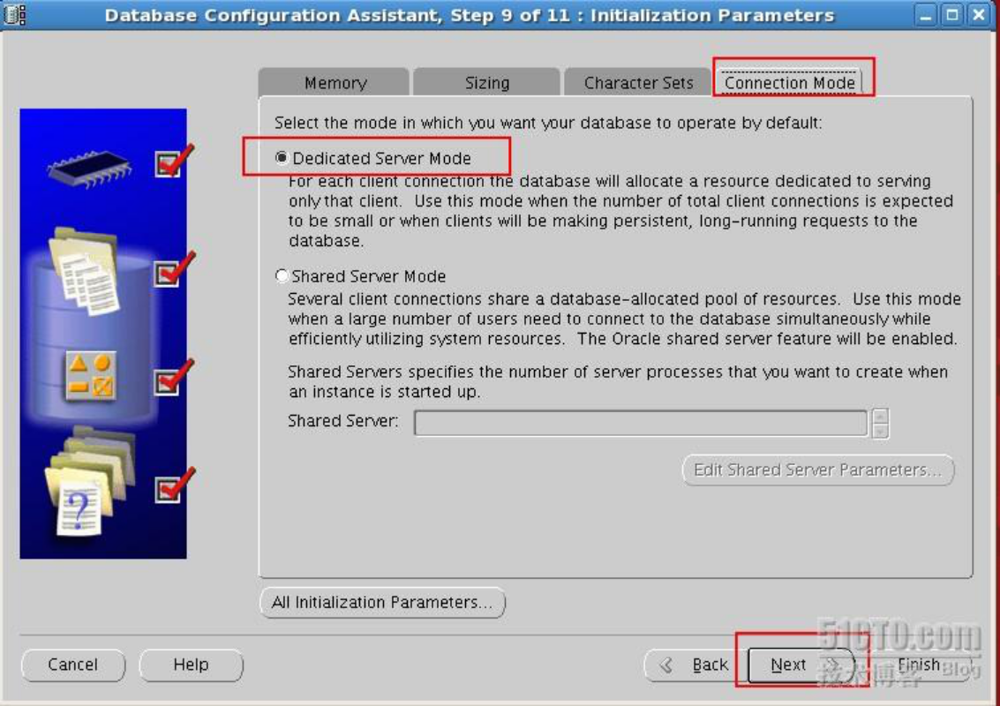 Database Configuration Assistant, Step 9 of 11 : Initialization Parameters
Memory
Sizing
Character Sets
Connection Mode
Select the mode in which you want your database to operate by default:
Dedicated Server Mode
For each client connection the database will allocate a resource dedicated to serving
only that client. Use this mode when the number of total client connections is expected
to be small or when clients will be making persistent, long-running requests to the
database.
Shared Server Mode
Several client connections share a database-allocated pool of resources. Use this mode
when a large number of users need to connect to the database simultaneously while
efficiently utilizing system resources. The Oracle shared server feature will be enabled.
Shared Servers specifies the number of server processes that you want to create when
an instance is started up.
Shared Server:
Edit Shared Server Parameters...
All Initialization Parameters...
Cancel
Help
Back
Next
Finish
51CTO.com
技术博客 Blog
?